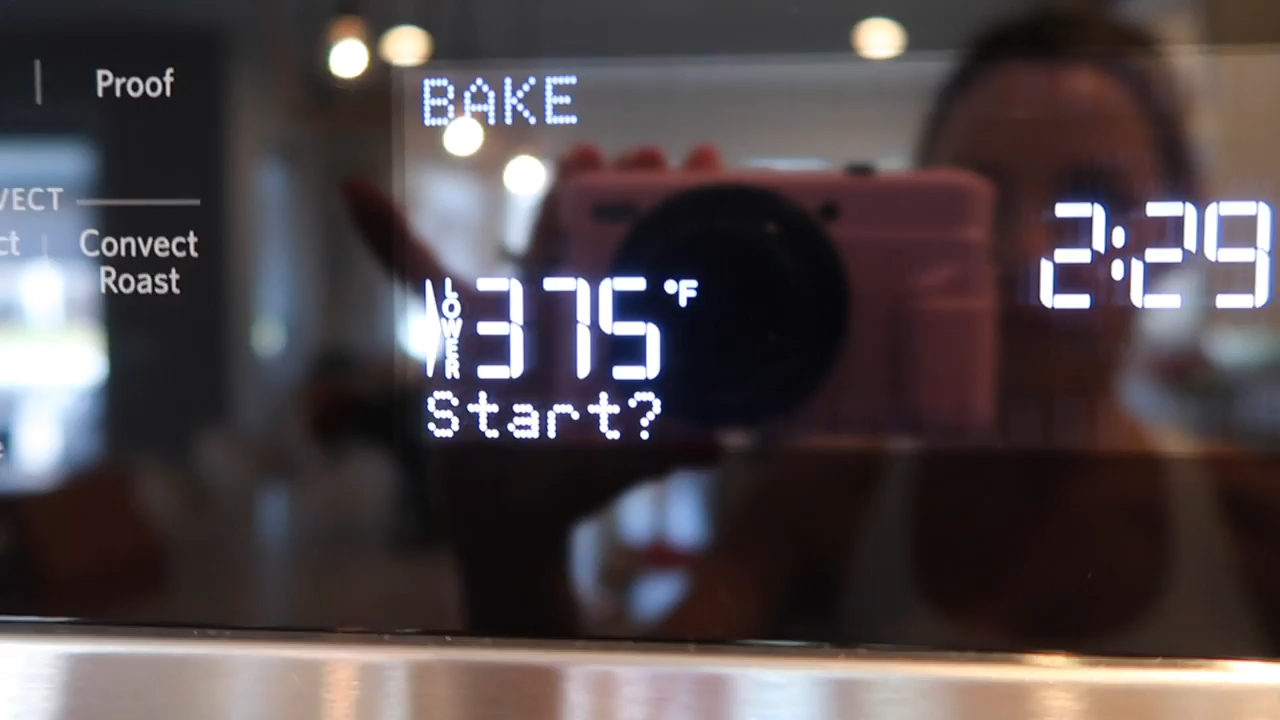 Proof
BAKE
VECT
2:29
ct
Convect
Roast
LOWER
375 °F
Start?